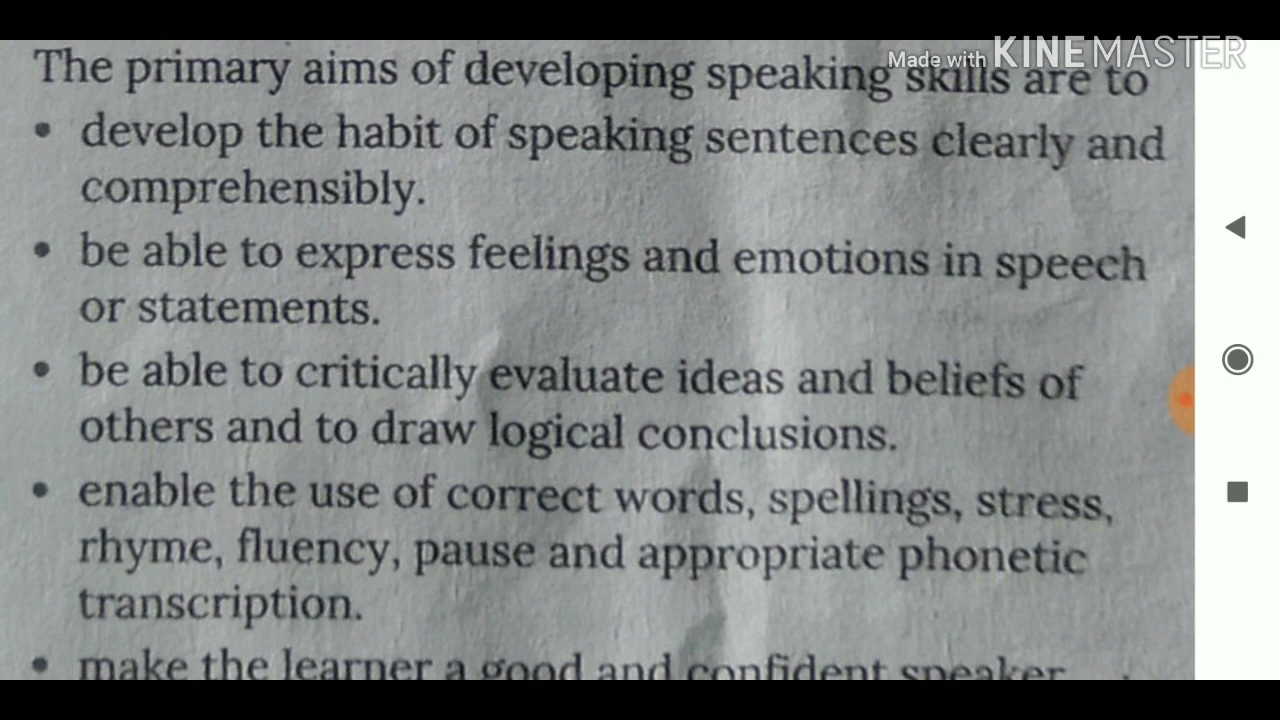 Made with KINEMASTER
The primary aims of developing speaking skills are to
• develop the habit of speaking sentences clearly and
comprehensibly.
• be able to express feelings and emotions in speech
or statements.
• be able to critically evaluate ideas and beliefs of
others and to draw logical conclusions.
• enable the use of correct words, spellings, stress,
rhyme, fluency, pause and appropriate phonetic
transcription.
• make the learner a good and confident speaker